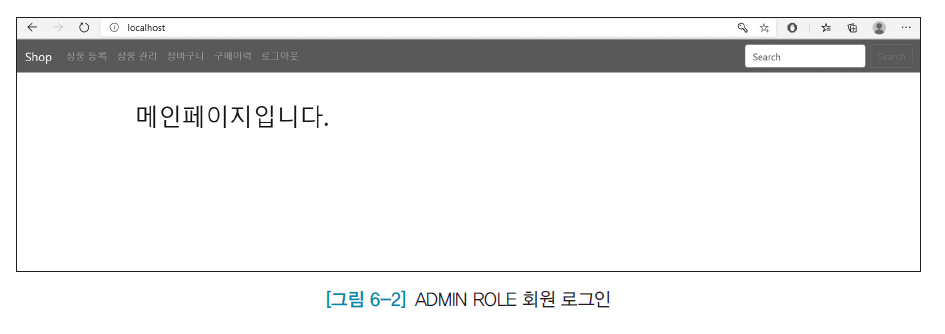 localhost
Shop 상품 등록 상품 관리 장바구니 구매이력 로그아웃 Search Search
메인페이지입니다.
[그림 6-2] ADMIN ROLE 회원 로그인